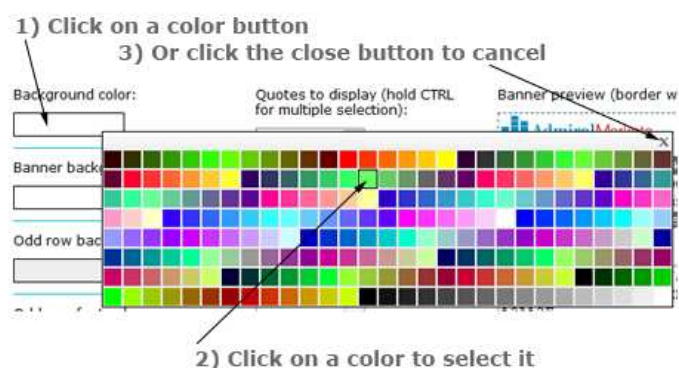 1) Click on a color button
3) Or click the close button to cancel
Background color:
Quotes to display (hold CTRL
for multiple selection):
Banner preview (border w
AdmiralMarkets
X
Banner backg
Odd row bac
2) Click on a color to select it